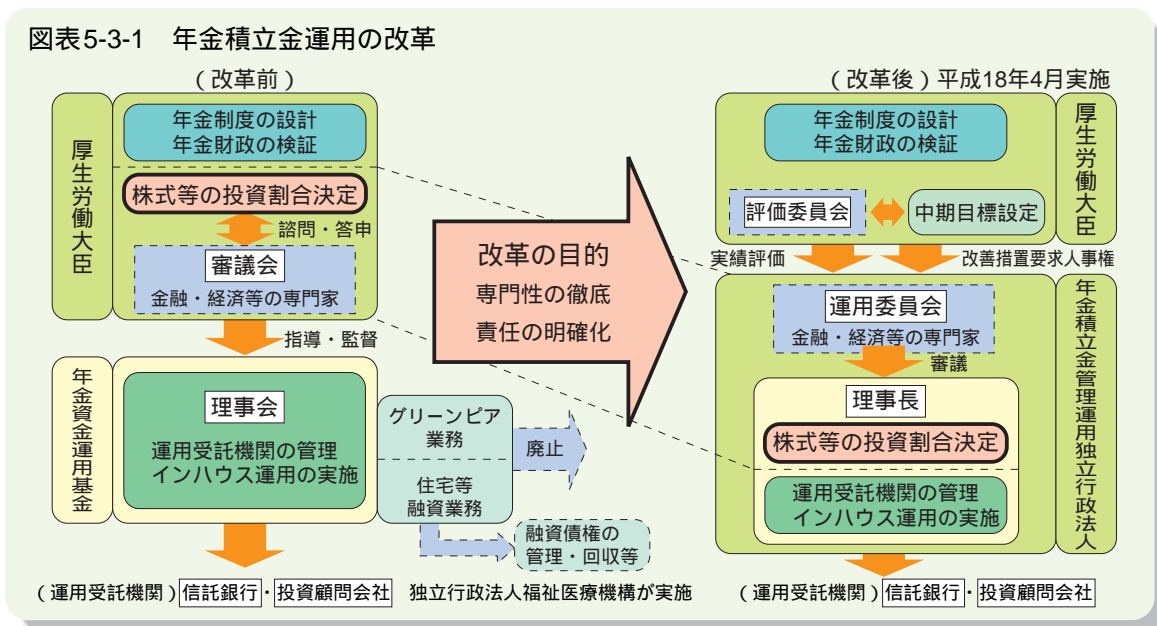 図表5-3-1 年金積立金運用の改革
（改革前）
厚生労働大臣
年金制度の設計
年金財政の検証
株式等の投資割合決定
諮問・答申
審議会
金融・経済等の専門家
指導・監督
年金資金運用基金
理事会
運用受託機関の管理
インハウス運用の実施
グリーンピア
業務
住宅等
融資業務
廃止
融資債権の
管理・回収等
（運用受託機関）信託銀行・投資顧問会社
独立行政法人福祉医療機構が実施
改革の目的
専門性の徹底
責任の明確化
（改革後）平成18年4月実施
厚生労働大臣
年金制度の設計
年金財政の検証
評価委員会
中期目標設定
実績評価
改善措置要求人事権
年金積立金管理運用独立行政法人
運用委員会
金融・経済等の専門家
審議
理事長
株式等の投資割合決定
運用受託機関の管理
インハウス運用の実施
（運用受託機関）信託銀行・投資顧問会社